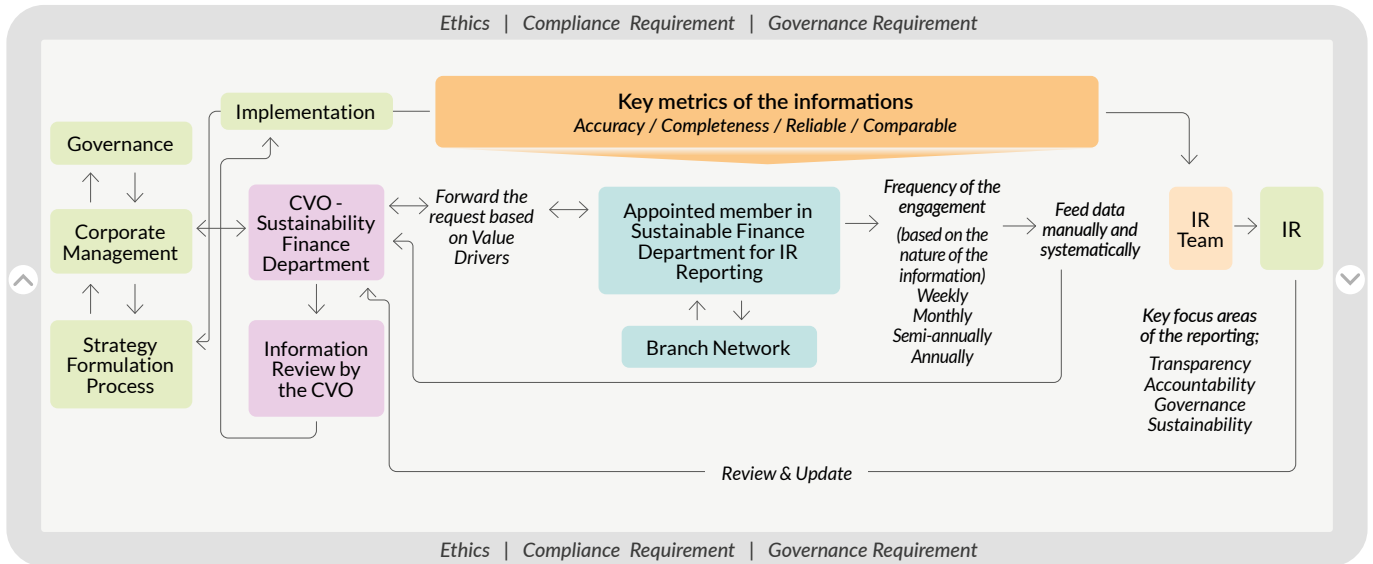 Ethics | Compliance Requirement | Governance Requirement
Key metrics of the informations
Accuracy / Completeness / Reliable / Comparable
Implementation
Governance
Corporate
Management
Strategy
Formulation
Process
CVO -
Sustainability
Finance
Department
Information
Review by
the CVO
Forward the
request based
on Value
Drivers
Appointed member in
Sustainable Finance
Department for IR
Reporting
Branch Network
Frequency of the
engagement
(based on the
nature of the
information)
Weekly
Monthly
Semi-annually
Annually
Feed data
manually and
systematically
IR
Team
IR
Key focus areas
of the reporting;
Transparency
Accountability
Governance
Sustainability
Review & Update
Ethics | Compliance Requirement | Governance Requirement